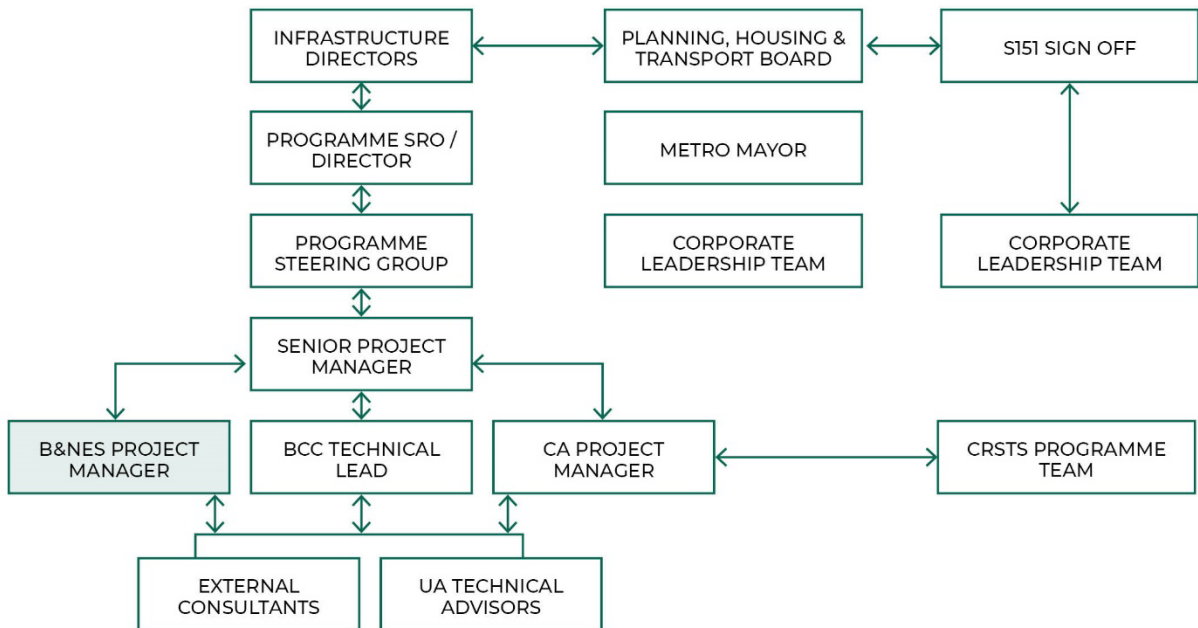 INFRASTRUCTURE
DIRECTORS
PLANNING, HOUSING &
TRANSPORT BOARD
S151 SIGN OFF
PROGRAMME SRO /
DIRECTOR
METRO MAYOR
PROGRAMME
STEERING GROUP
CORPORATE
LEADERSHIP TEAM
CORPORATE
LEADERSHIP TEAM
SENIOR PROJECT
MANAGER
B&NES PROJECT
MANAGER
BCC TECHNICAL
LEAD
CA PROJECT
MANAGER
CRSTS PROGRAMME
TEAM
EXTERNAL
CONSULTANTS
UA TECHNICAL
ADVISORS